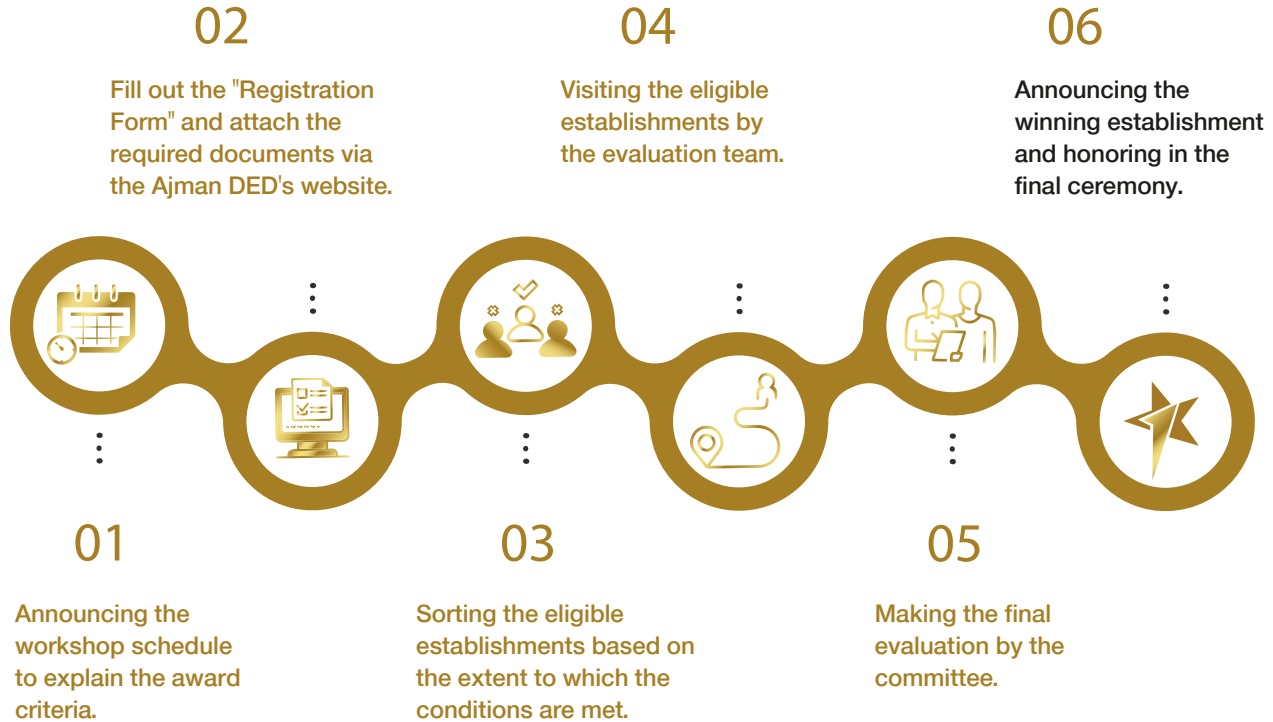 02
Fill out the "Registration
Form" and attach the
required documents via
the Ajman DED's website.
04
Visiting the eligible
establishments by
the evaluation team.
06
Announcing the
winning establishment
and honoring in the
final ceremony.
01
Announcing the
workshop schedule
to explain the award
criteria.
03
Sorting the eligible
establishments based on
the extent to which the
conditions are met.
05
Making the final
evaluation by the
committee.